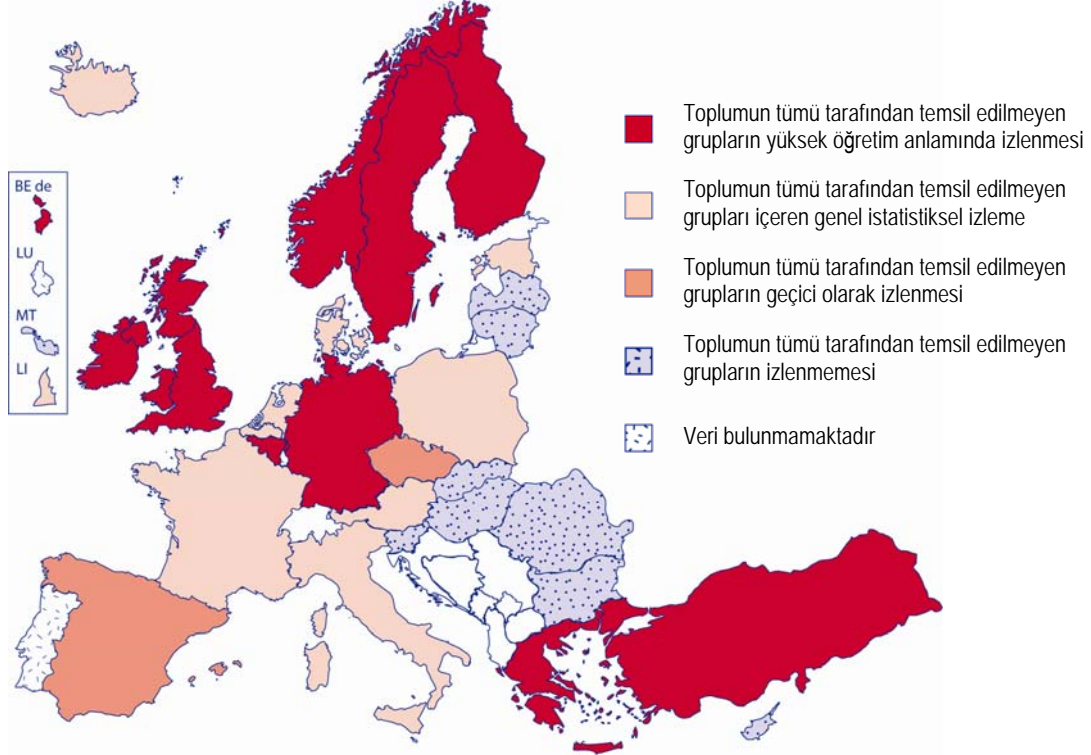 BE de
LU
MT
LI
Toplumun tümü tarafından temsil edilmeyen
grupların yüksek öğretim anlamında izlenmesi
Toplumun tümü tarafından temsil edilmeyen
grupları içeren genel istatistiksel izleme
Toplumun tümü tarafından temsil edilmeyen
grupların geçici olarak izlenmesi
Toplumun tümü tarafından temsil edilmeyen
grupların izlenmemesi
Veri bulunmamaktadır